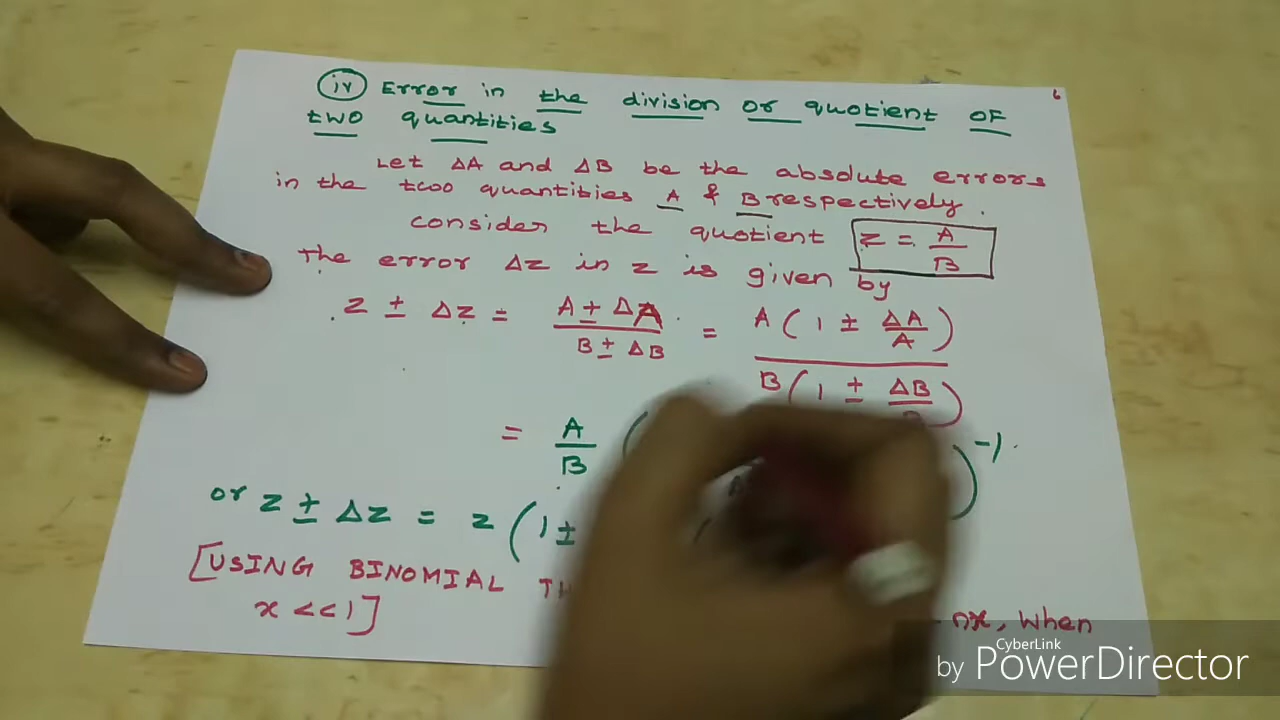 6
(iv) Error in the division or quotient OF
two quantities
Let ΔA and ΔB be the absolute errors
in the two quantities A & B respectively.
consider the quotient Z = A/B
The error ΔZ in Z is given by
Z ± ΔZ = A ± ΔA / B ± ΔB = A (1 ± ΔA/A) / B (1 ± ΔB/
= A/B ( )⁻¹
or Z ± ΔZ = Z (1 ±
[USING BINOMIAL TH nx, When
x <<1]
CyberLink
by PowerDirector